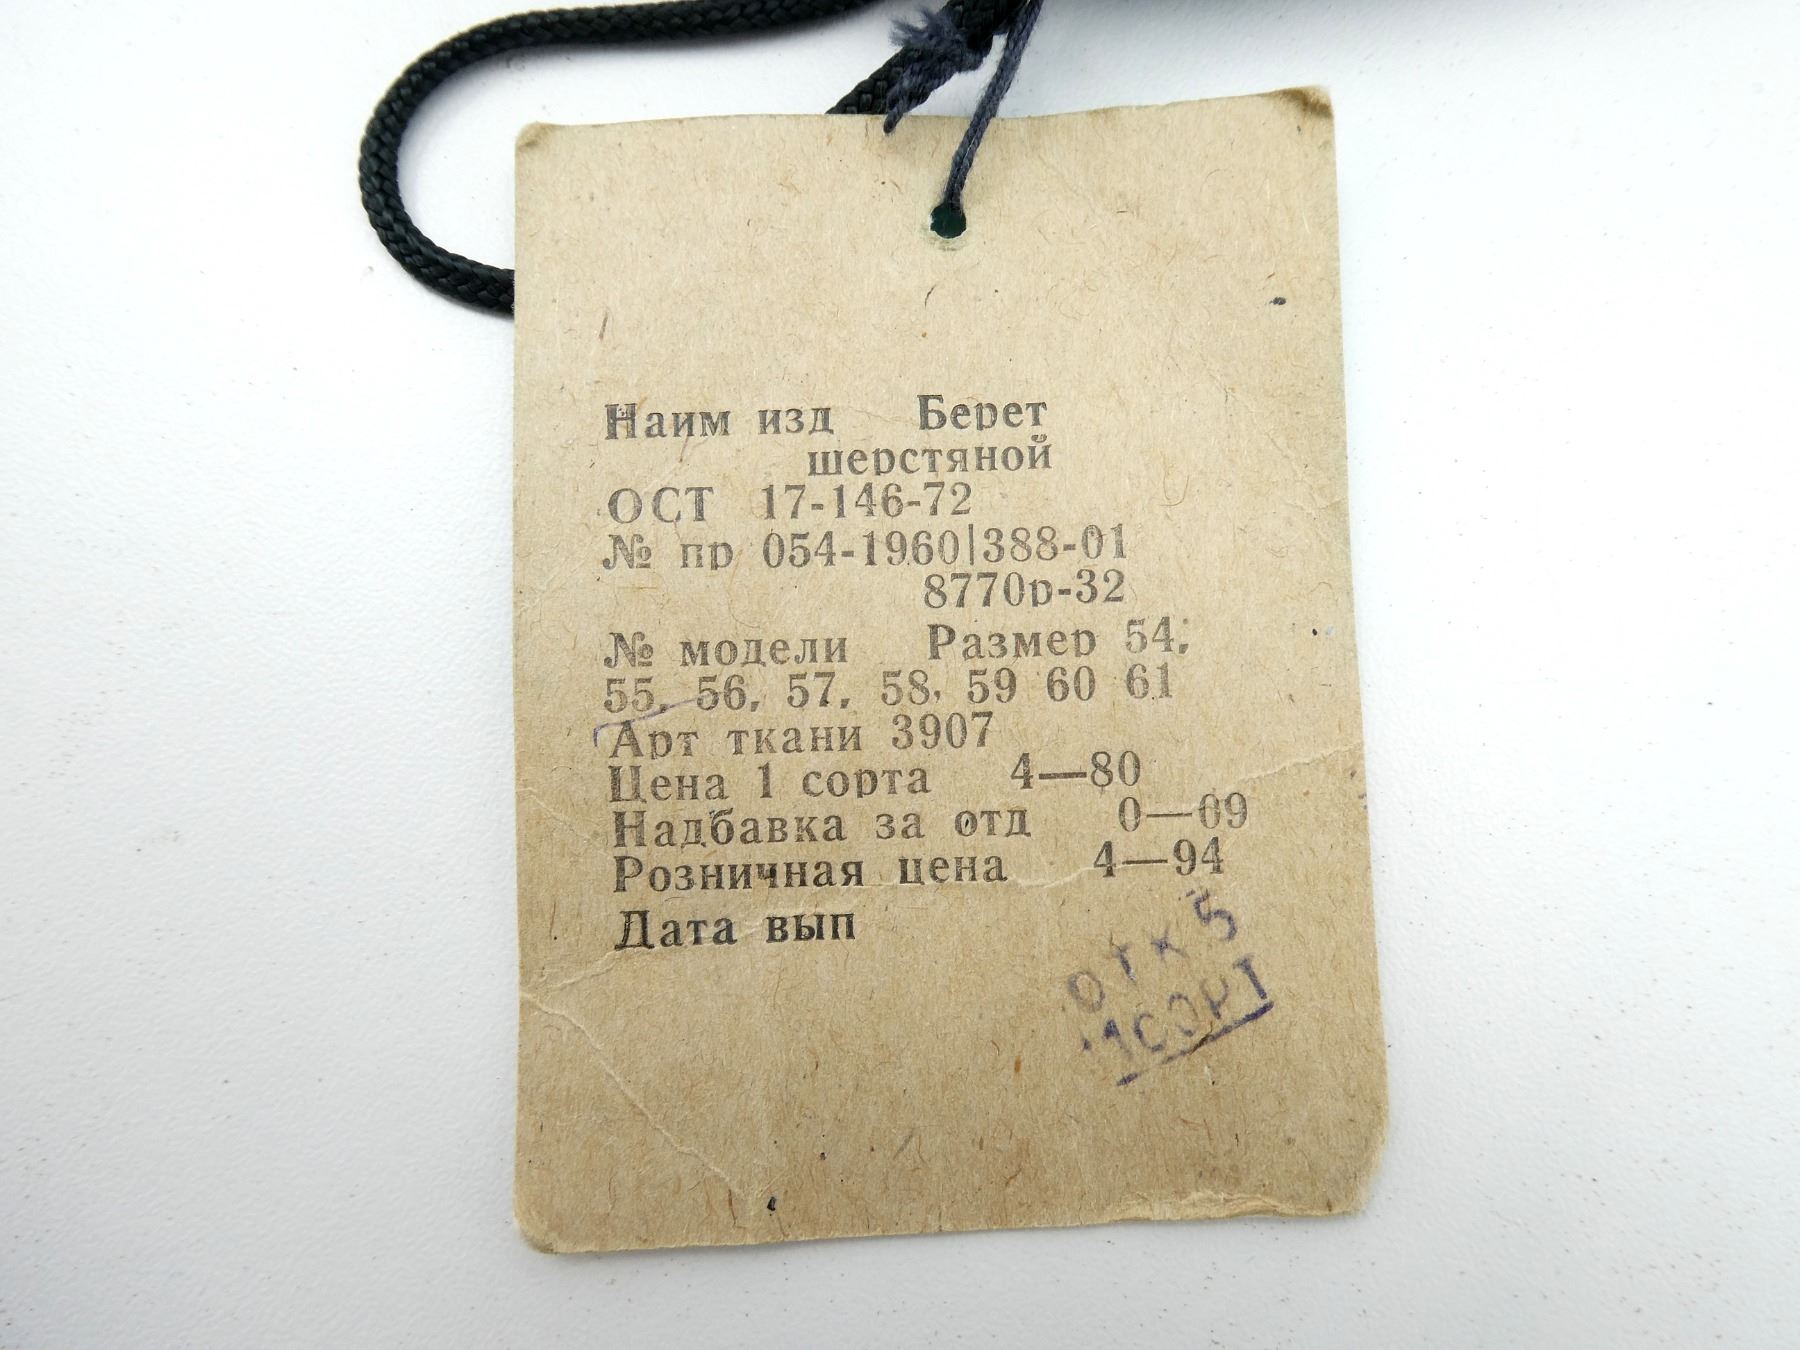 Наим изд Берет
шерстяной
ОСТ 17-146-72
№ пр 054-1960|388-01
8770р-32
№ модели Размер 54,
55, 56, 57, 58, 59 60 61
Арт ткани 3907
Цена 1 сорта 4—80
Надбавка за отд 0—09
Розничная цена 4—94
Дата вып
ОТК 5
1 СОРТ